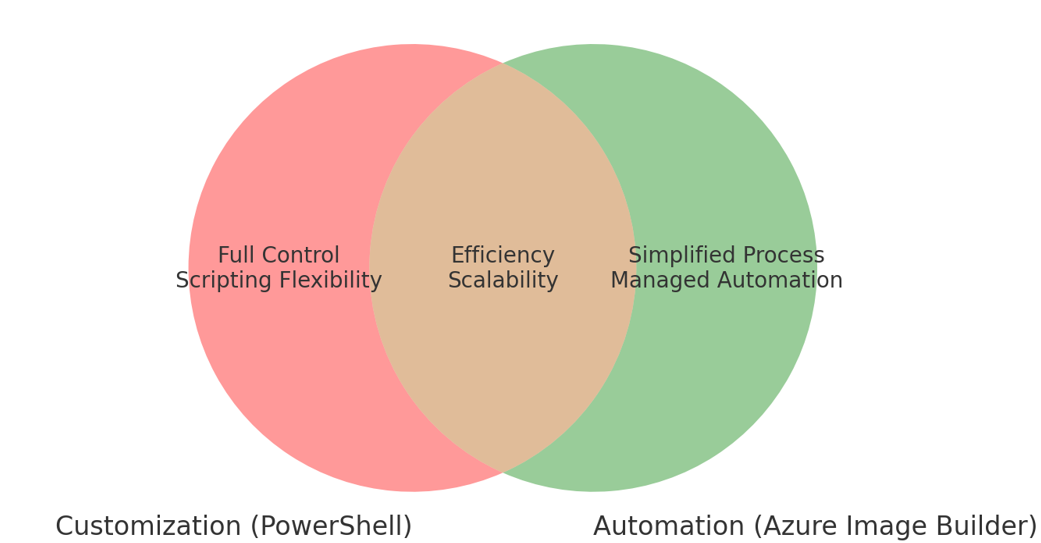 Full Control
Scripting Flexibility
Efficiency
Scalability
Simplified Process
Managed Automation
Customization (PowerShell)
Automation (Azure Image Builder)